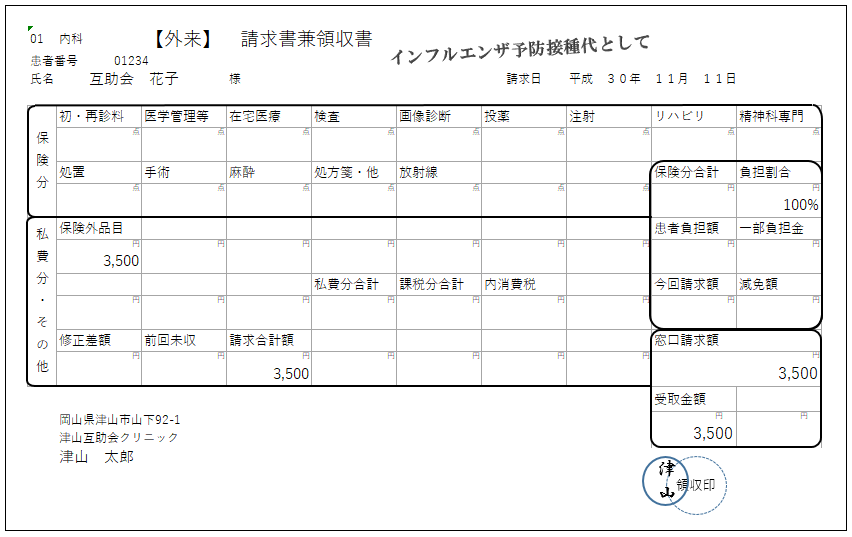 01 内科 【外来】 請求書兼領収書
インフルエンザ予防接種代として
患者番号 01234
氏名 互助会 花子 様 請求日 平成 30年 11月 11日
保険分
初・再診料 医学管理等 在宅医療 検査 画像診断 投薬 注射 リハビリ 精神科専門
点 点 点 点 点 点 点 点 点
処置 手術 麻酔 処方箋・他 放射線 保険分合計 負担割合
点 点 点 点 点 点 点 円 円
100%
私費分・その他
保険外品目 患者負担額 一部負担金
円 円 円 円 円 円 円 円 円
3,500
私費分合計 課税分合計 内消費税 今回請求額 減免額
円 円 円 円 円 円 円 円 円
修正差額 前回未収 請求合計額 窓口請求額
円 円 円 円 円 円 円 円
3,500 3,500
受取金額
円 円
3,500
岡山県津山市山下92-1
津山互助会クリニック
津山 太郎
津山
領収印